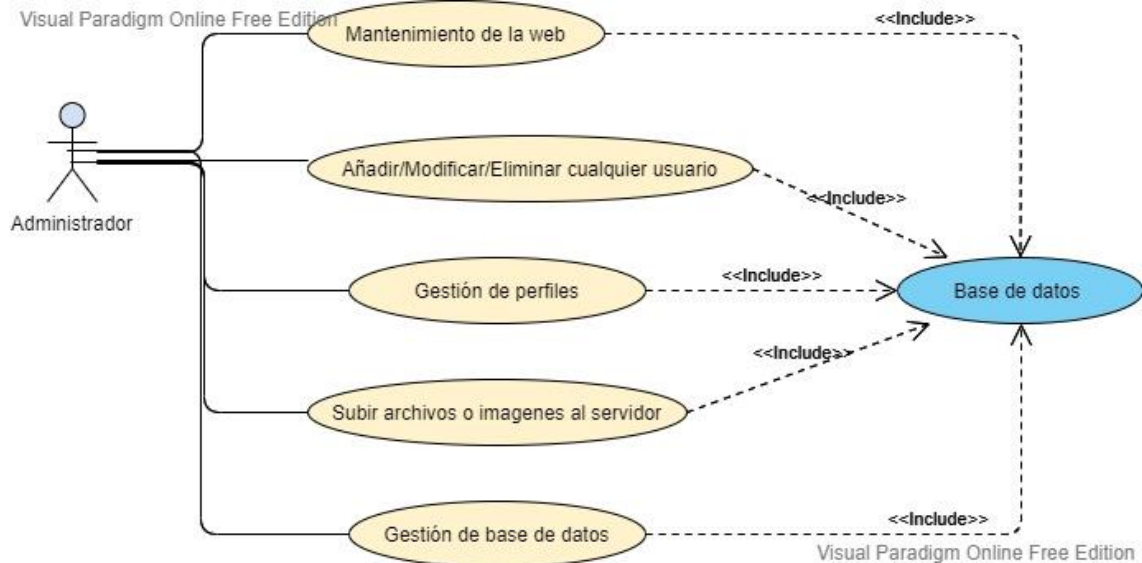 Visual Paradigm Online Free Edition
Mantenimiento de la web
<<Include>>
Administrador
Añadir/Modificar/Eliminar cualquier usuario
<<Include>>
Gestión de perfiles
<<Include>>
Base de datos
<<Include>>
Subir archivos o imagenes al servidor
Gestión de base de datos
<<Include>>
Visual Paradigm Online Free Edition